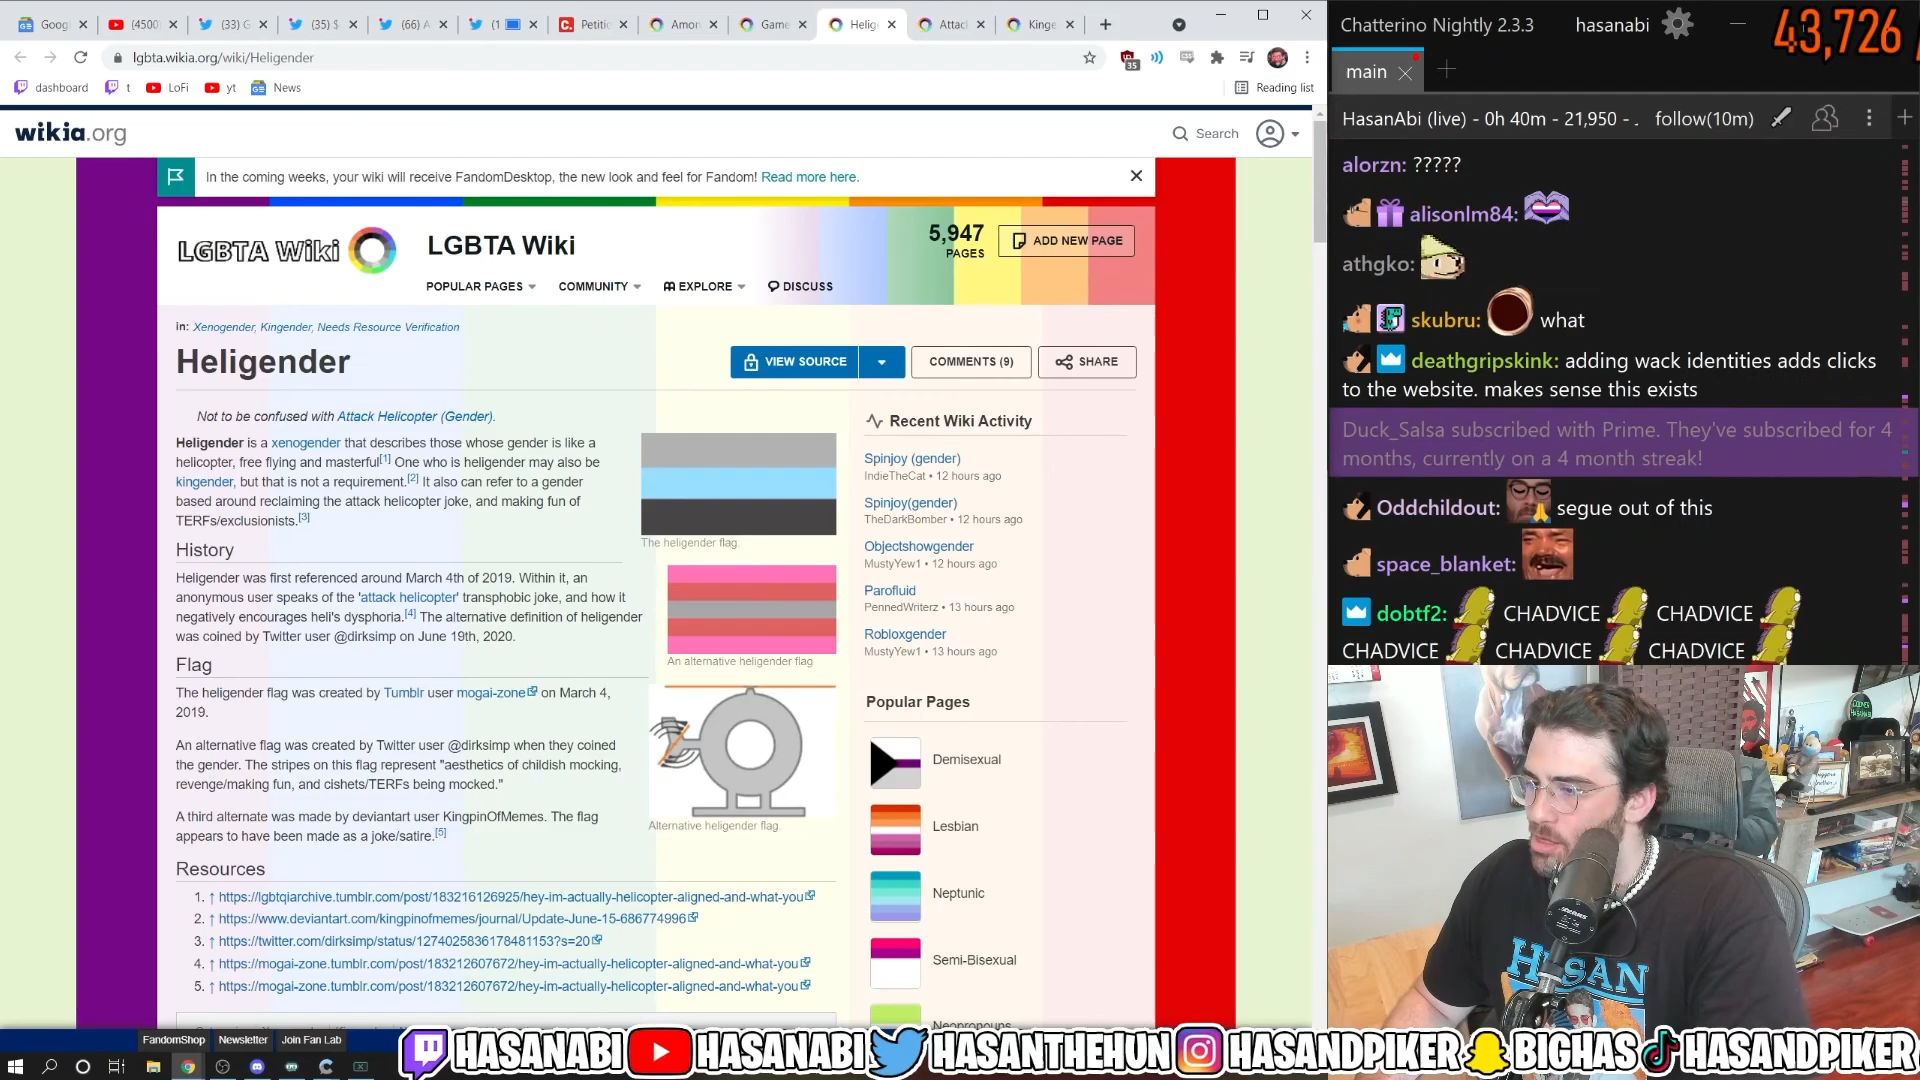 Goog
(4500)
(33) G
(35) $
(66) A
(1
Petiti
Amon
Game
Helig
Attac
Kinge
lgbta.wikia.org/wiki/Heligender
35
dashboard
t
LoFi
yt
News
Reading list
wikia.org
Search
In the coming weeks, your wiki will receive FandomDesktop, the new look and feel for Fandom! Read more here.
LGBTA Wiki
LGBTA Wiki
5,947
PAGES
ADD NEW PAGE
POPULAR PAGES
COMMUNITY
EXPLORE
DISCUSS
in: Xenogender, Kingender, Needs Resource Verification
Heligender
VIEW SOURCE
COMMENTS (9)
SHARE
Not to be confused with Attack Helicopter (Gender).
Heligender is a xenogender that describes those whose gender is like a
helicopter, free flying and masterful[1] One who is heligender may also be
kingender, but that is not a requirement.[2] It also can refer to a gender
based around reclaiming the attack helicopter joke, and making fun of
TERFs/exclusionists.[3]
The heligender flag.
History
Heligender was first referenced around March 4th of 2019. Within it, an
anonymous user speaks of the 'attack helicopter' transphobic joke, and how it
negatively encourages heli's dysphoria.[4] The alternative definition of heligender
was coined by Twitter user @dirksimp on June 19th, 2020.
An alternative heligender flag
Flag
The heligender flag was created by Tumblr user mogai-zone on March 4,
2019.
An alternative flag was created by Twitter user @dirksimp when they coined
the gender. The stripes on this flag represent "aesthetics of childish mocking,
revenge/making fun, and cishets/TERFs being mocked."
A third alternate was made by deviantart user KingpinOfMemes. The flag
appears to have been made as a joke/satire.[5]
Alternative heligender flag.
Resources
1. ↑ https://lgbtqiarchive.tumblr.com/post/183216126925/hey-im-actually-helicopter-aligned-and-what-you
2. ↑ https://www.deviantart.com/kingpinofmemes/journal/Update-June-15-686774996
3. ↑ https://twitter.com/dirksimp/status/1274025836178481153?s=20
4. ↑ https://mogai-zone.tumblr.com/post/183212607672/hey-im-actually-helicopter-aligned-and-what-you
5. ↑ https://mogai-zone.tumblr.com/post/183212607672/hey-im-actually-helicopter-aligned-and-what-you
Recent Wiki Activity
Spinjoy (gender)
IndieTheCat • 12 hours ago
Spinjoy(gender)
TheDarkBomber • 12 hours ago
Objectshowgender
MustyYew1 • 12 hours ago
Parofluid
PennedWriterz • 13 hours ago
Robloxgender
MustyYew1 • 13 hours ago
Popular Pages
Demisexual
Lesbian
Neptunic
Semi-Bisexual
Neopronouns
FandomShop
Newsletter
Join Fan Lab
Chatterino Nightly 2.3.3
hasanabi
43,726
main
HasanAbi (live) - 0h 40m - 21,950 - .
follow(10m)
alorzn: ?????
alisonlm84:
athgko:
skubru: what
deathgripskink: adding wack identities adds clicks
to the website. makes sense this exists
Duck_Salsa subscribed with Prime. They've subscribed for 4
months, currently on a 4 month streak!
Oddchildout: segue out of this
space_blanket:
dobtf2: CHADVICE CHADVICE
CHADVICE CHADVICE CHADVICE
HASAN
HASANABI
HASANABI
HASANTHEHUN
HASANDPIKER
BIGHAS
HASANDPIKER